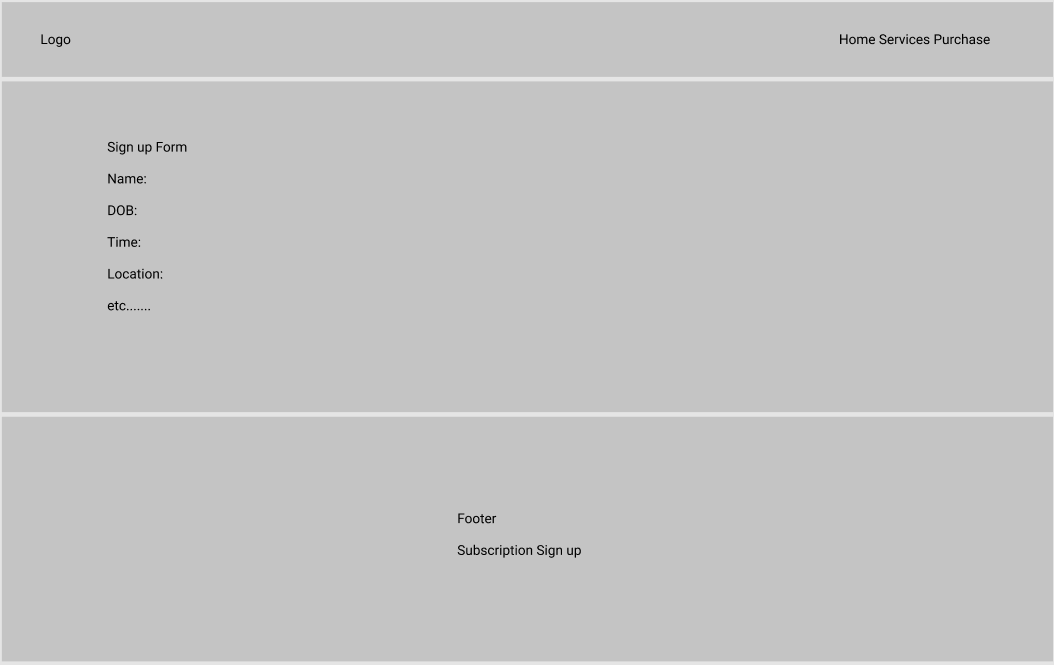 Logo
Home Services Purchase
Sign up Form
Name:
DOB:
Time:
Location:
etc.......
Footer
Subscription Sign up